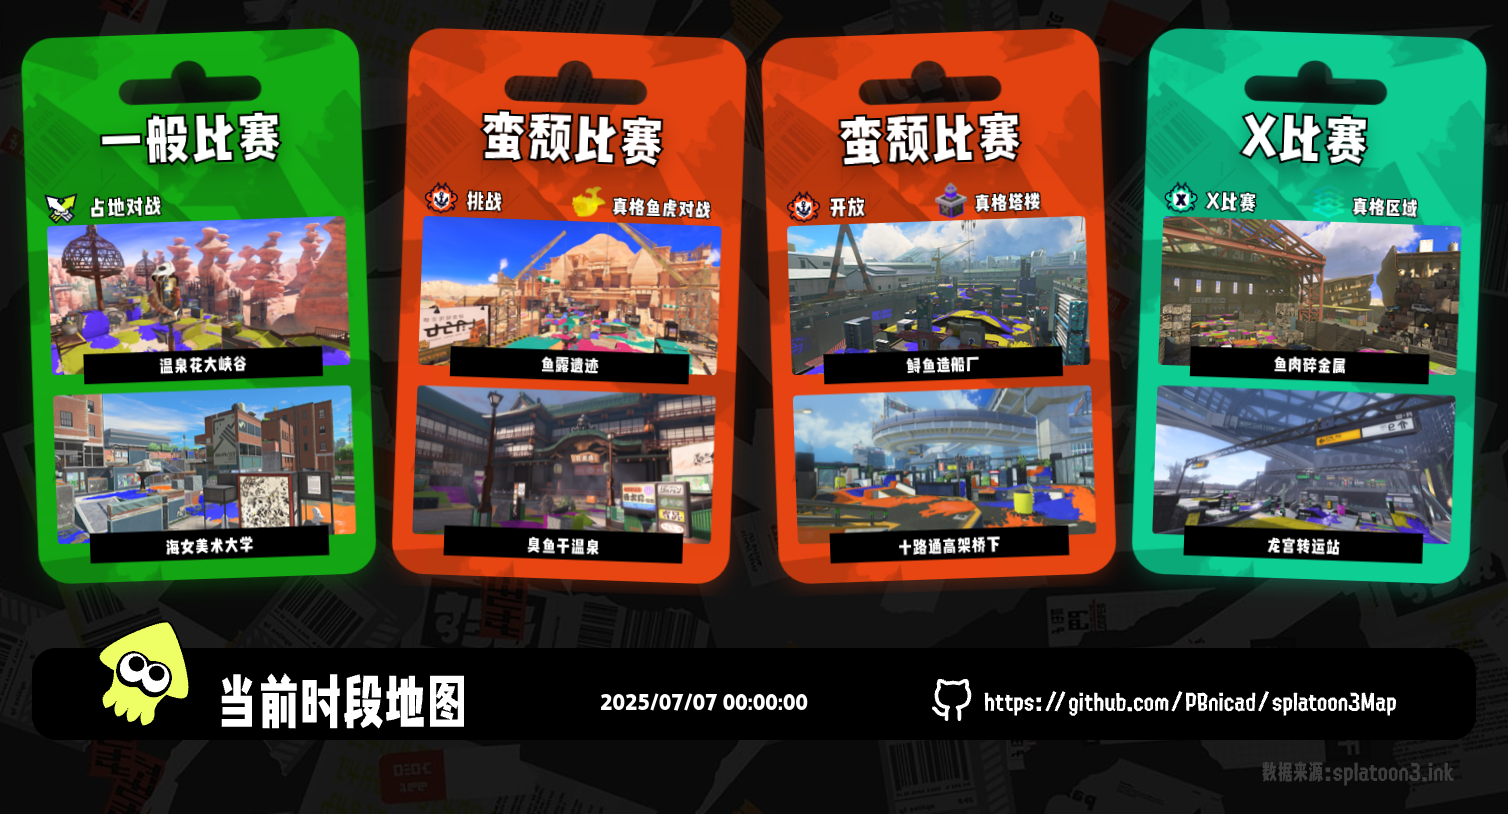 一般比赛
占地对战
温泉花大峡谷
海女美术大学
蛮颓比赛
挑战
真格鱼虎对战
鱼露遗迹
臭鱼干温泉
蛮颓比赛
开放
真格塔楼
鲟鱼造船厂
十路通高架桥下
X比赛
X比赛
真格区域
鱼肉碎金属
龙宫转运站
当前时段地图
2025/07/07 00:00:00
https://github.com/PBnicad/splatoon3Map
数据来源:splatoon3.ink